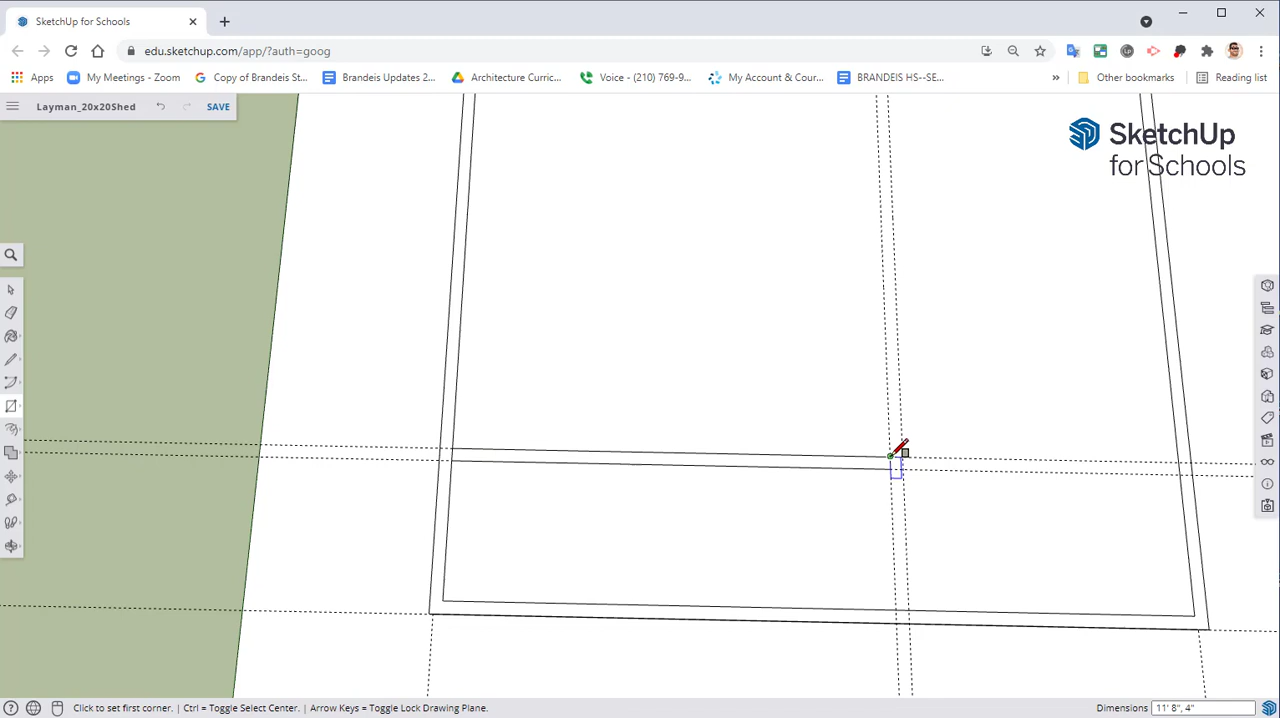 SketchUp for Schools
edu.sketchup.com/app/?auth=goog
Apps
My Meetings - Zoom
Copy of Brandeis St...
Brandeis Updates 2...
Architecture Curric...
Voice - (210) 769-9...
My Account & Cour...
BRANDEIS HS--SE...
»
Other bookmarks
Reading list
Layman_20x20Shed
SAVE
SketchUp
for Schools
Click to set first corner. | Ctrl = Toggle Select Center. | Arrow Keys = Toggle Lock Drawing Plane.
Dimensions
11' 8", 4"